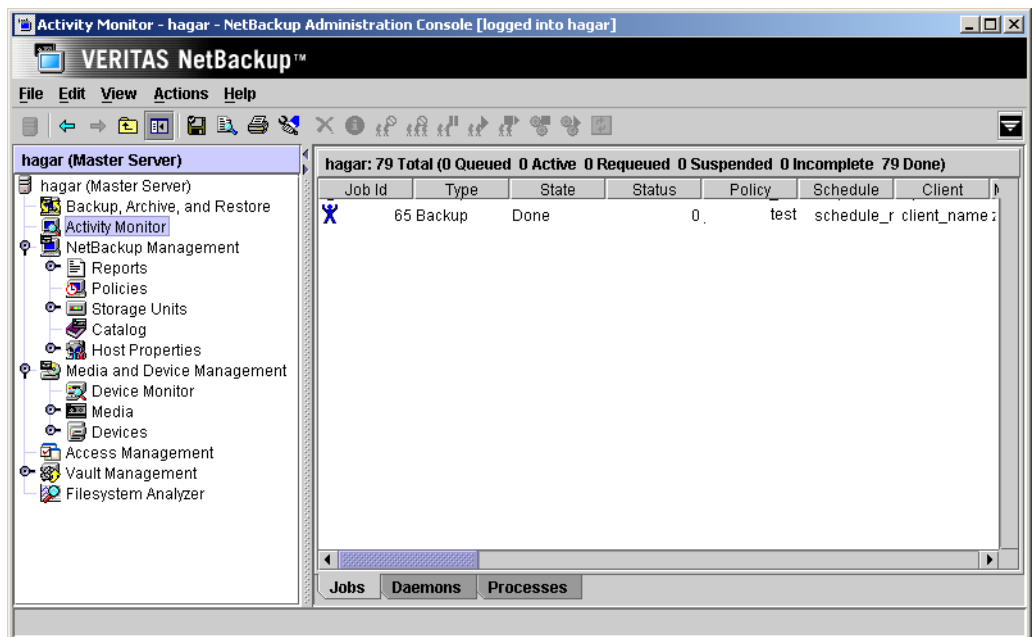 Activity Monitor - hagar - NetBackup Administration Console [logged into hagar]
VERITAS NetBackup™
File Edit View Actions Help
hagar (Master Server)
hagar (Master Server)
Backup, Archive, and Restore
Activity Monitor
NetBackup Management
Reports
Policies
Storage Units
Catalog
Host Properties
Media and Device Management
Device Monitor
Media
Devices
Access Management
Vault Management
Filesystem Analyzer
hagar: 79 Total (0 Queued 0 Active 0 Requeued 0 Suspended 0 Incomplete 79 Done)
Job Id Type State Status Policy Schedule Client
65 Backup Done 0 test schedule_r client_name
Jobs Daemons Processes